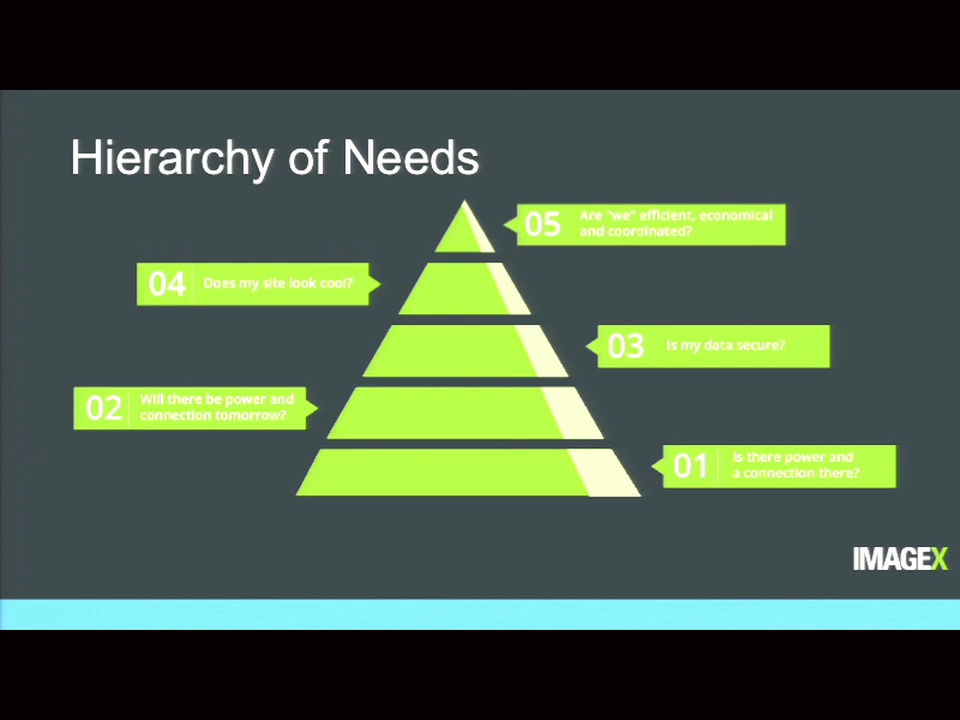 Hierarchy of Needs
05 Are "we" efficient, economical
and coordinated?
04 Does my site look cool?
03 Is my data secure?
02 Will there be power and
connection tomorrow?
01 Is there power and
a connection there?
IMAGEX